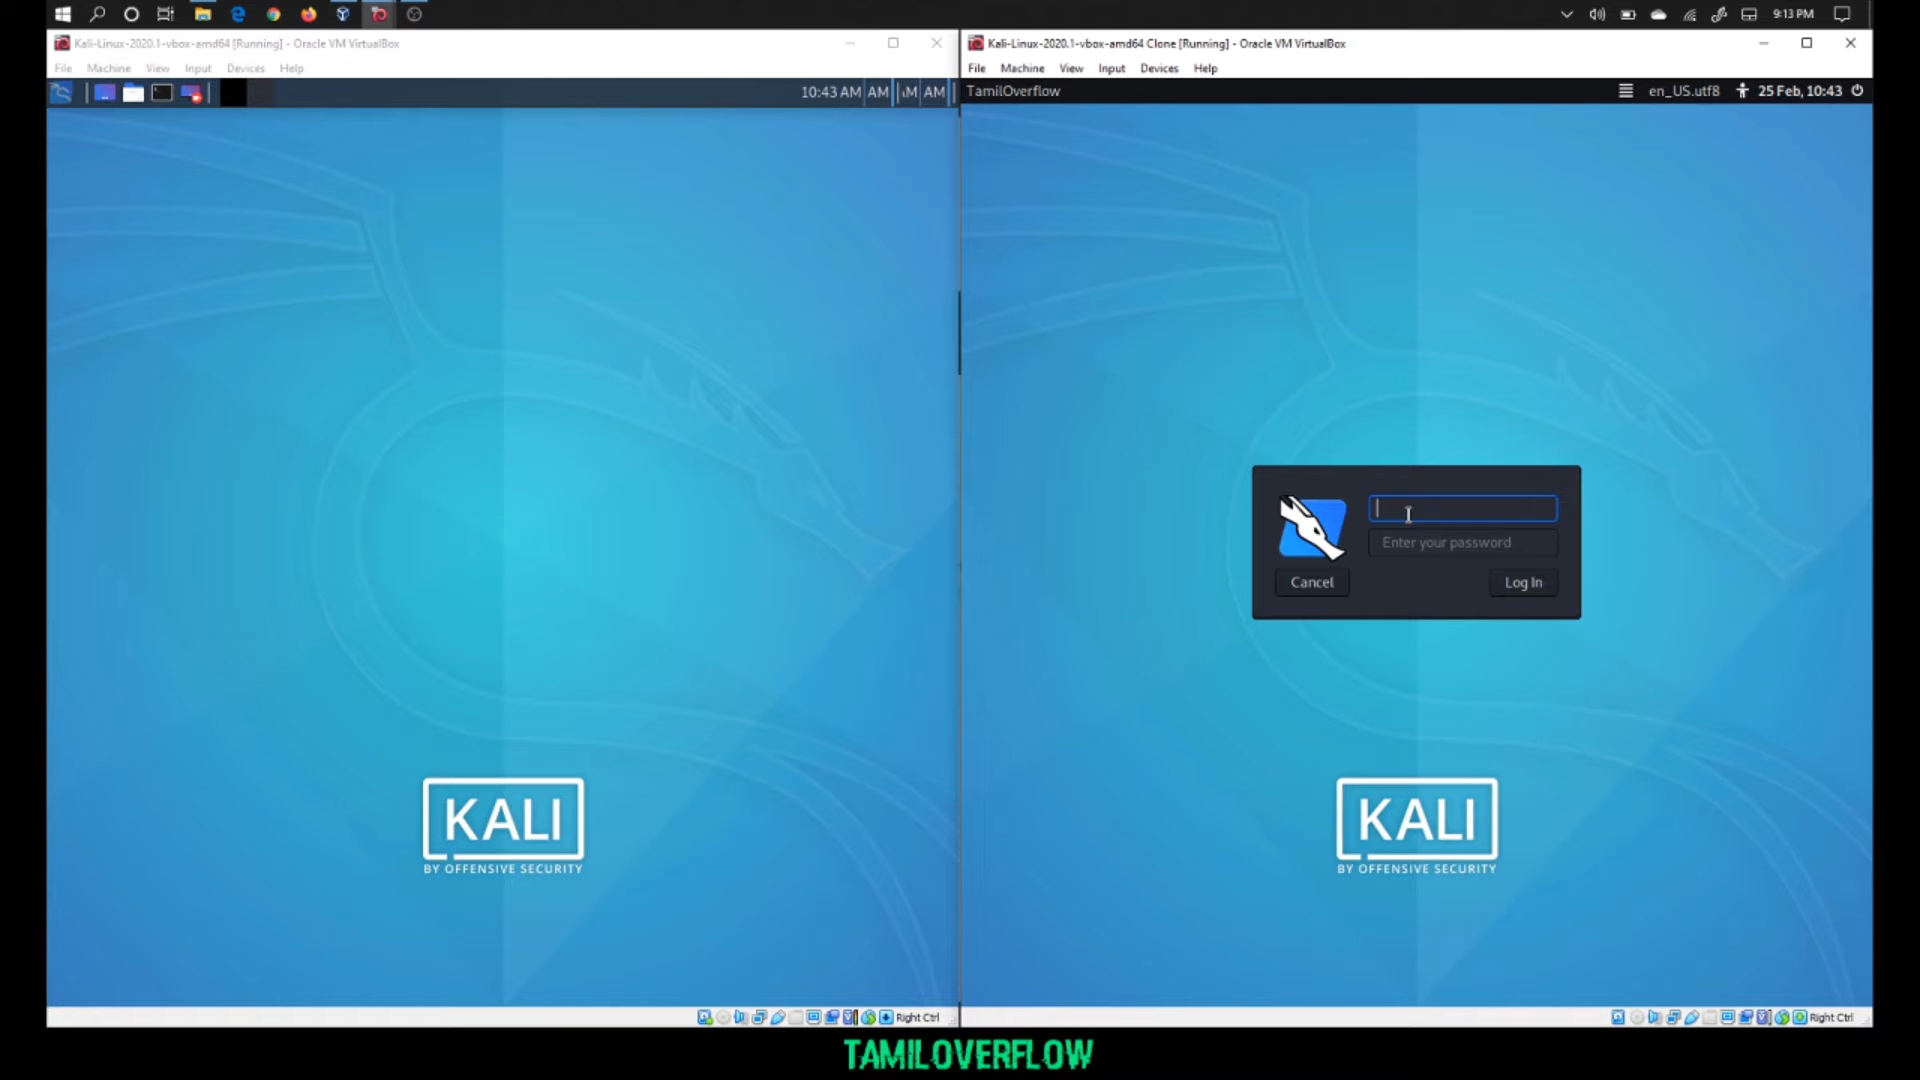 9:13 PM
Kali-Linux-2020.1-vbox-amd64 [Running] - Oracle VM VirtualBox
File Machine View Input Devices Help
10:43 AM AM M AM
Kali-Linux-2020.1-vbox-amd64 Clone [Running] - Oracle VM VirtualBox
File Machine View Input Devices Help
TamilOverflow en_US.utf8 25 Feb, 10:43
Enter your password
Cancel Log In
KALI
BY OFFENSIVE SECURITY
KALI
BY OFFENSIVE SECURITY
Right Ctrl
Right Ctrl
TAMILOVERFLOW